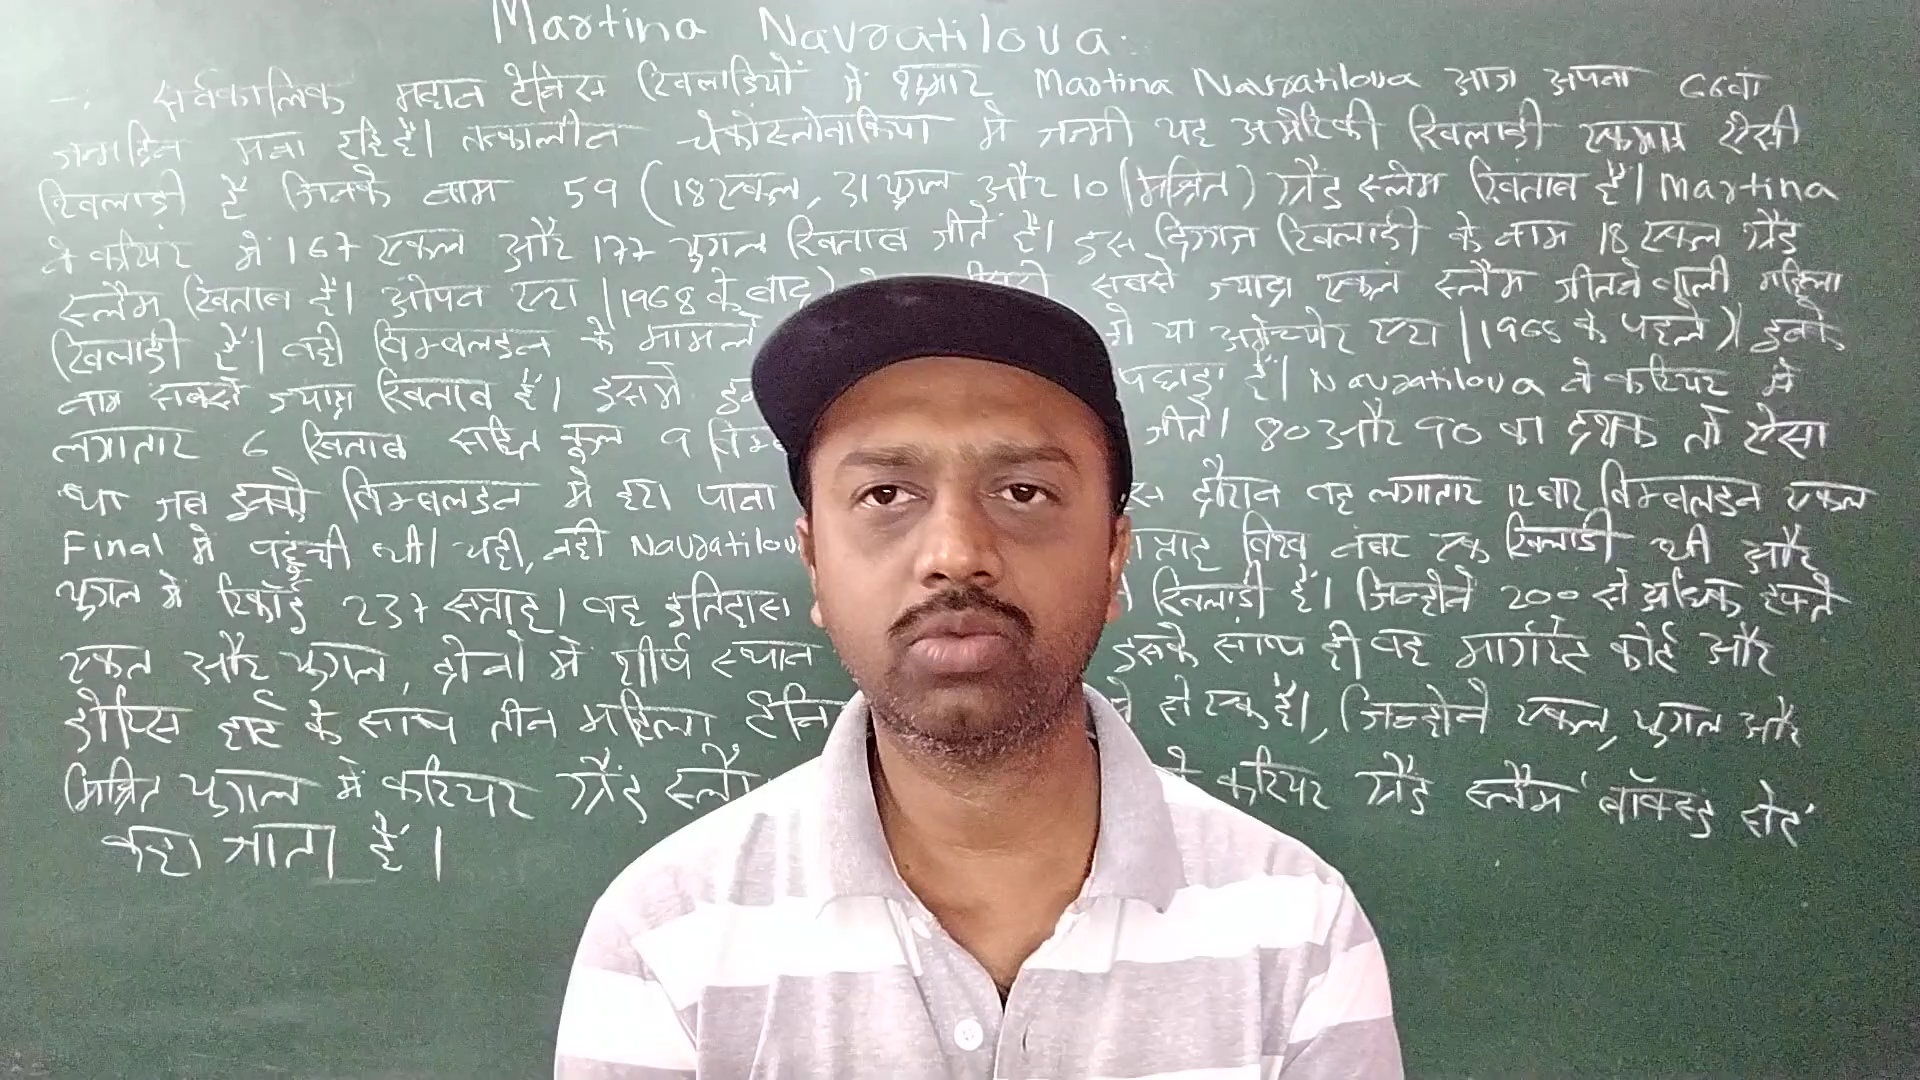 Martina Navratilova.
-: सर्वकालिक महान टेनिस खिलाडियों में शुमार Martina Navratilova आज अपना 66वां
जन्मदिन मना रही हैं। तत्कालीन चेकोस्लोवाकिया में जन्मी यह अमेरिकी खिलाडी एकमात्र ऐसी
खिलाडी हैं जिनके नाम 59 (18 एकल, 31 युगल और 10 मिश्रित) ग्रैंड स्लैम खिताब हैं। Martina
ने करियर में 167 एकल और 177 युगल खिताब जीते हैं। इस दिग्गज खिलाडी के नाम 18 एकल ग्रैंड
स्लैम खिताब हैं। ओपन एरा (1968 के बाद) सबसे ज्यादा एकल स्लैम जीतने वाली महिला
खिलाडी हैं। वही विम्बलडन के मामले या अमेच्योर एरा (1968 के पहले) इनके
नाम सबसे ज्यादा खिताब हैं। इसमे पछाड़ा हैं। Navratilova ने करियर में
लगातार 6 खिताब सहित कुल 9 जीते। 80 और 90 का दशक तो ऐसा
था जब इनको विम्बलडन में हरा पाना दौरान वह लगातार 12 बार विम्बलडन एकल
Final में पहुंची थी। यही, नही Navratilova विश्व नंबर एक खिलाडी थी और
युगल में रिकॉर्ड 237 सप्ताह। वह इतिहास खिलाडी हैं। जिन्होने 200 से अधिक हफ्ते
एकल और युगल, दोनो में शीर्ष स्थान इसके साथ ही वह मार्गरेट कोर्ट और
डोरिस हार्ट के साथ तीन महिला से एक हैं।, जिन्होने एकल, युगल और
मिश्रित युगल में करियर ग्रैंड स्लैम करियर ग्रैंड स्लैम 'बॉक्स्ड सेट'
कहा जाता हैं।